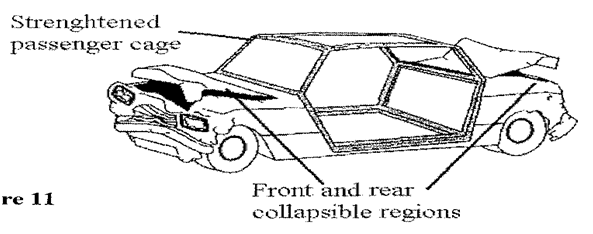 Strenghtened
passenger cage
Front and rear
collapsible regions
re 11